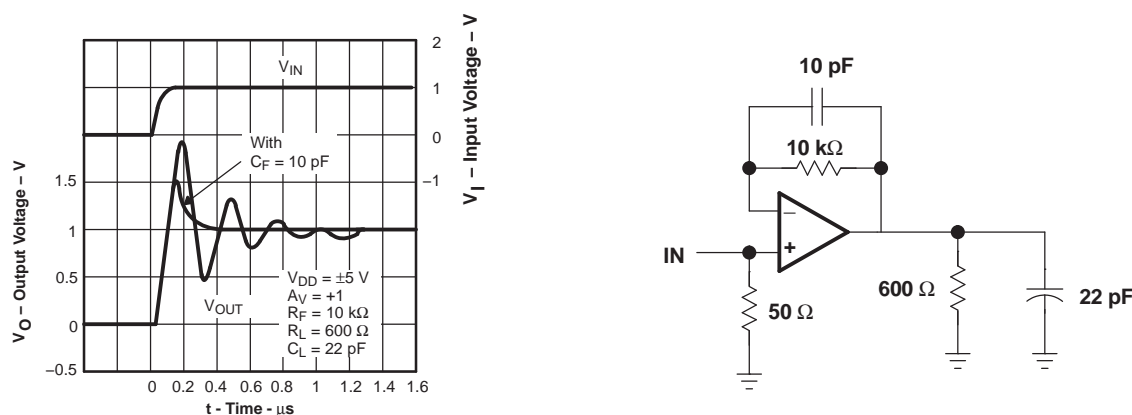 2
1
0
−1
V_I – Input Voltage – V
V_IN
With
C_F = 10 pF
1.5
1
0.5
0
−0.5
V_O – Output Voltage – V
V_OUT
V_DD = ±5 V
A_V = +1
R_F = 10 kΩ
R_L = 600 Ω
C_L = 22 pF
0 0.2 0.4 0.6 0.8 1 1.2 1.4 1.6
t - Time - μs
10 pF
10 kΩ
−
+
IN
50 Ω
600 Ω
22 pF